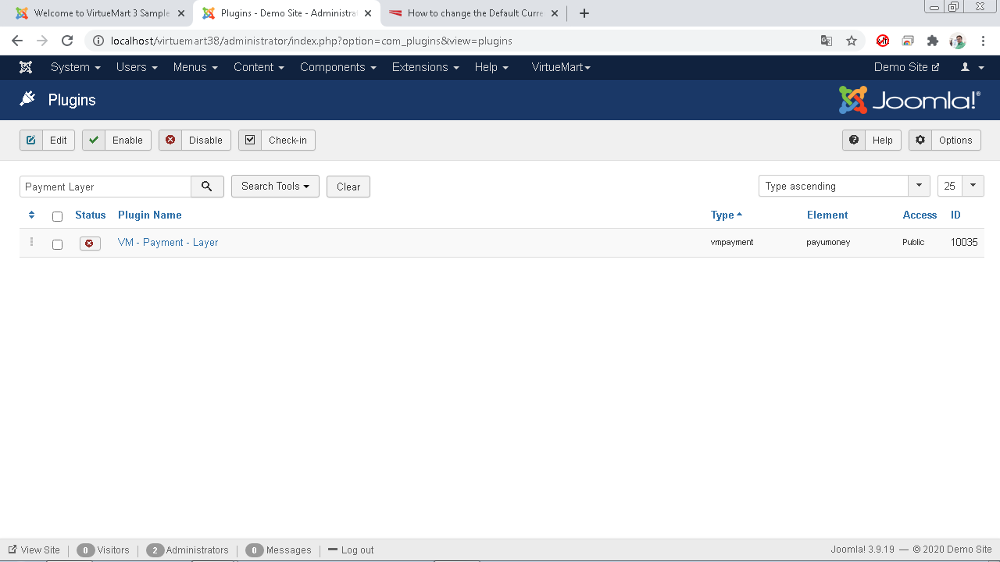 Welcome to VirtueMart 3 Sample
Plugins - Demo Site - Administra
How to change the Default Curre
localhost/virtuemart38/administrator/index.php?option=com_plugins&view=plugins
System Users Menus Content Components Extensions Help VirtueMart Demo Site
Plugins Joomla!®
Edit Enable Disable Check-in Help Options
Payment Layer Search Tools Clear Type ascending 25
Status Plugin Name Type Element Access ID
VM - Payment - Layer vmpayment payumoney Public 10035
View Site 0 Visitors 2 Administrators 0 Messages Log out Joomla! 3.9.19 — © 2020 Demo Site